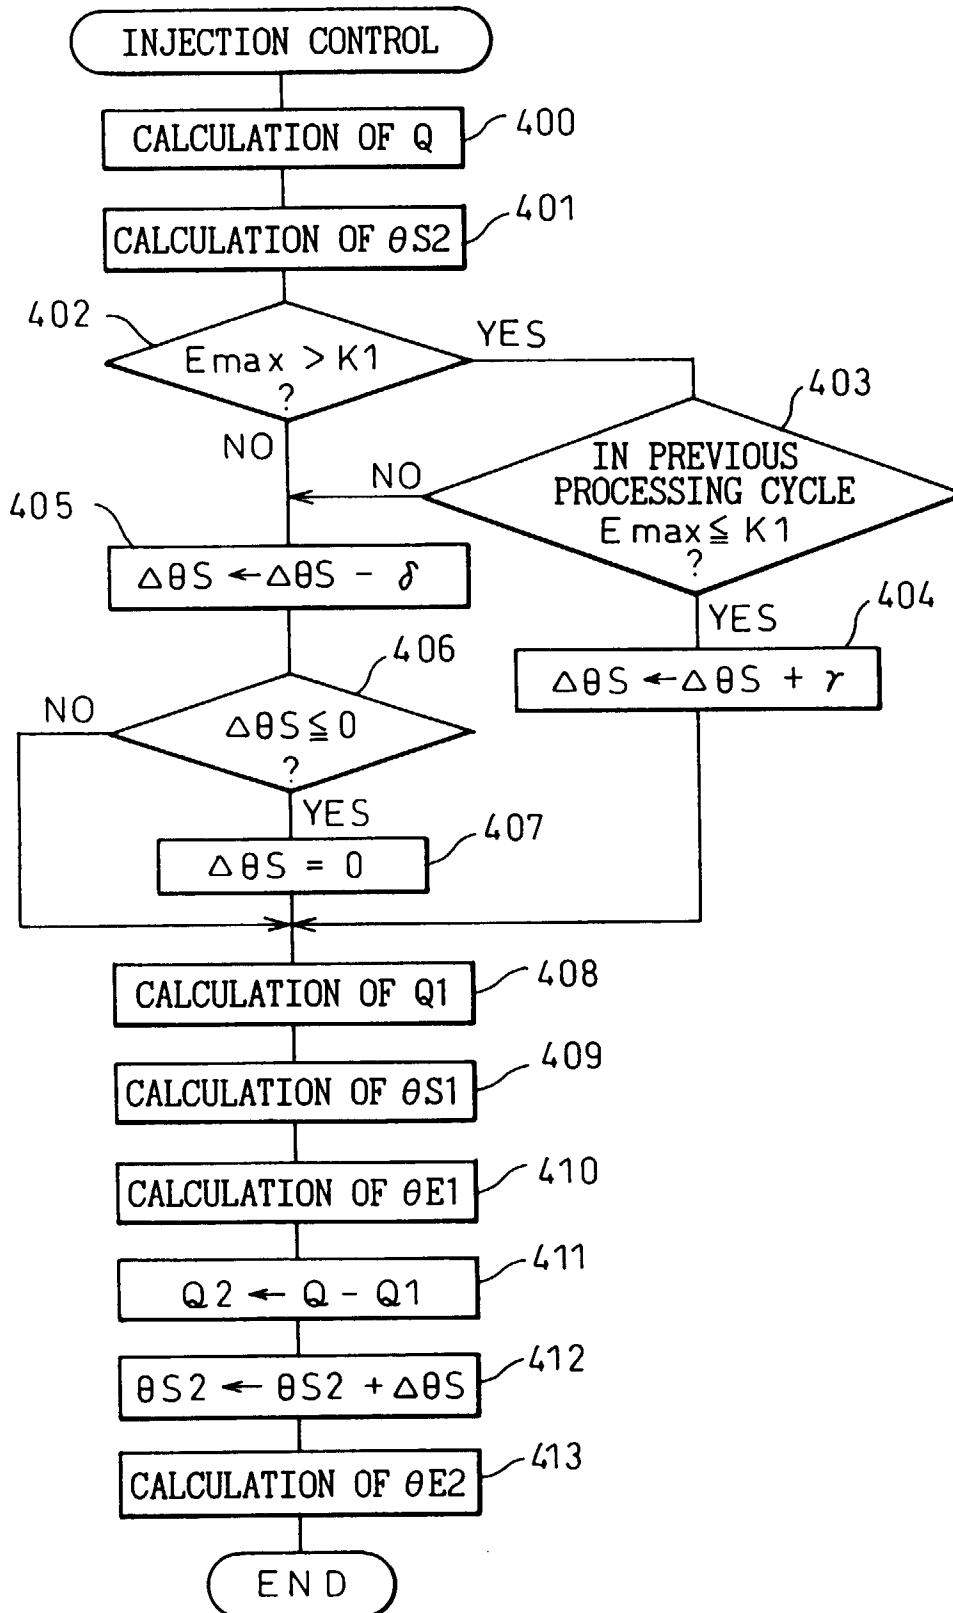 INJECTION CONTROL
CALCULATION OF Q
400
CALCULATION OF θS2
401
402
Emax > K1
?
YES
NO
403
IN PREVIOUS
PROCESSING CYCLE
Emax ≦ K1
?
NO
YES
405
ΔθS ← ΔθS - δ
404
ΔθS ← ΔθS + γ
406
ΔθS ≦ 0
?
NO
YES
407
ΔθS = 0
CALCULATION OF Q1
408
CALCULATION OF θS1
409
CALCULATION OF θE1
410
Q2 ← Q - Q1
411
θS2 ← θS2 + ΔθS
412
CALCULATION OF θE2
413
END